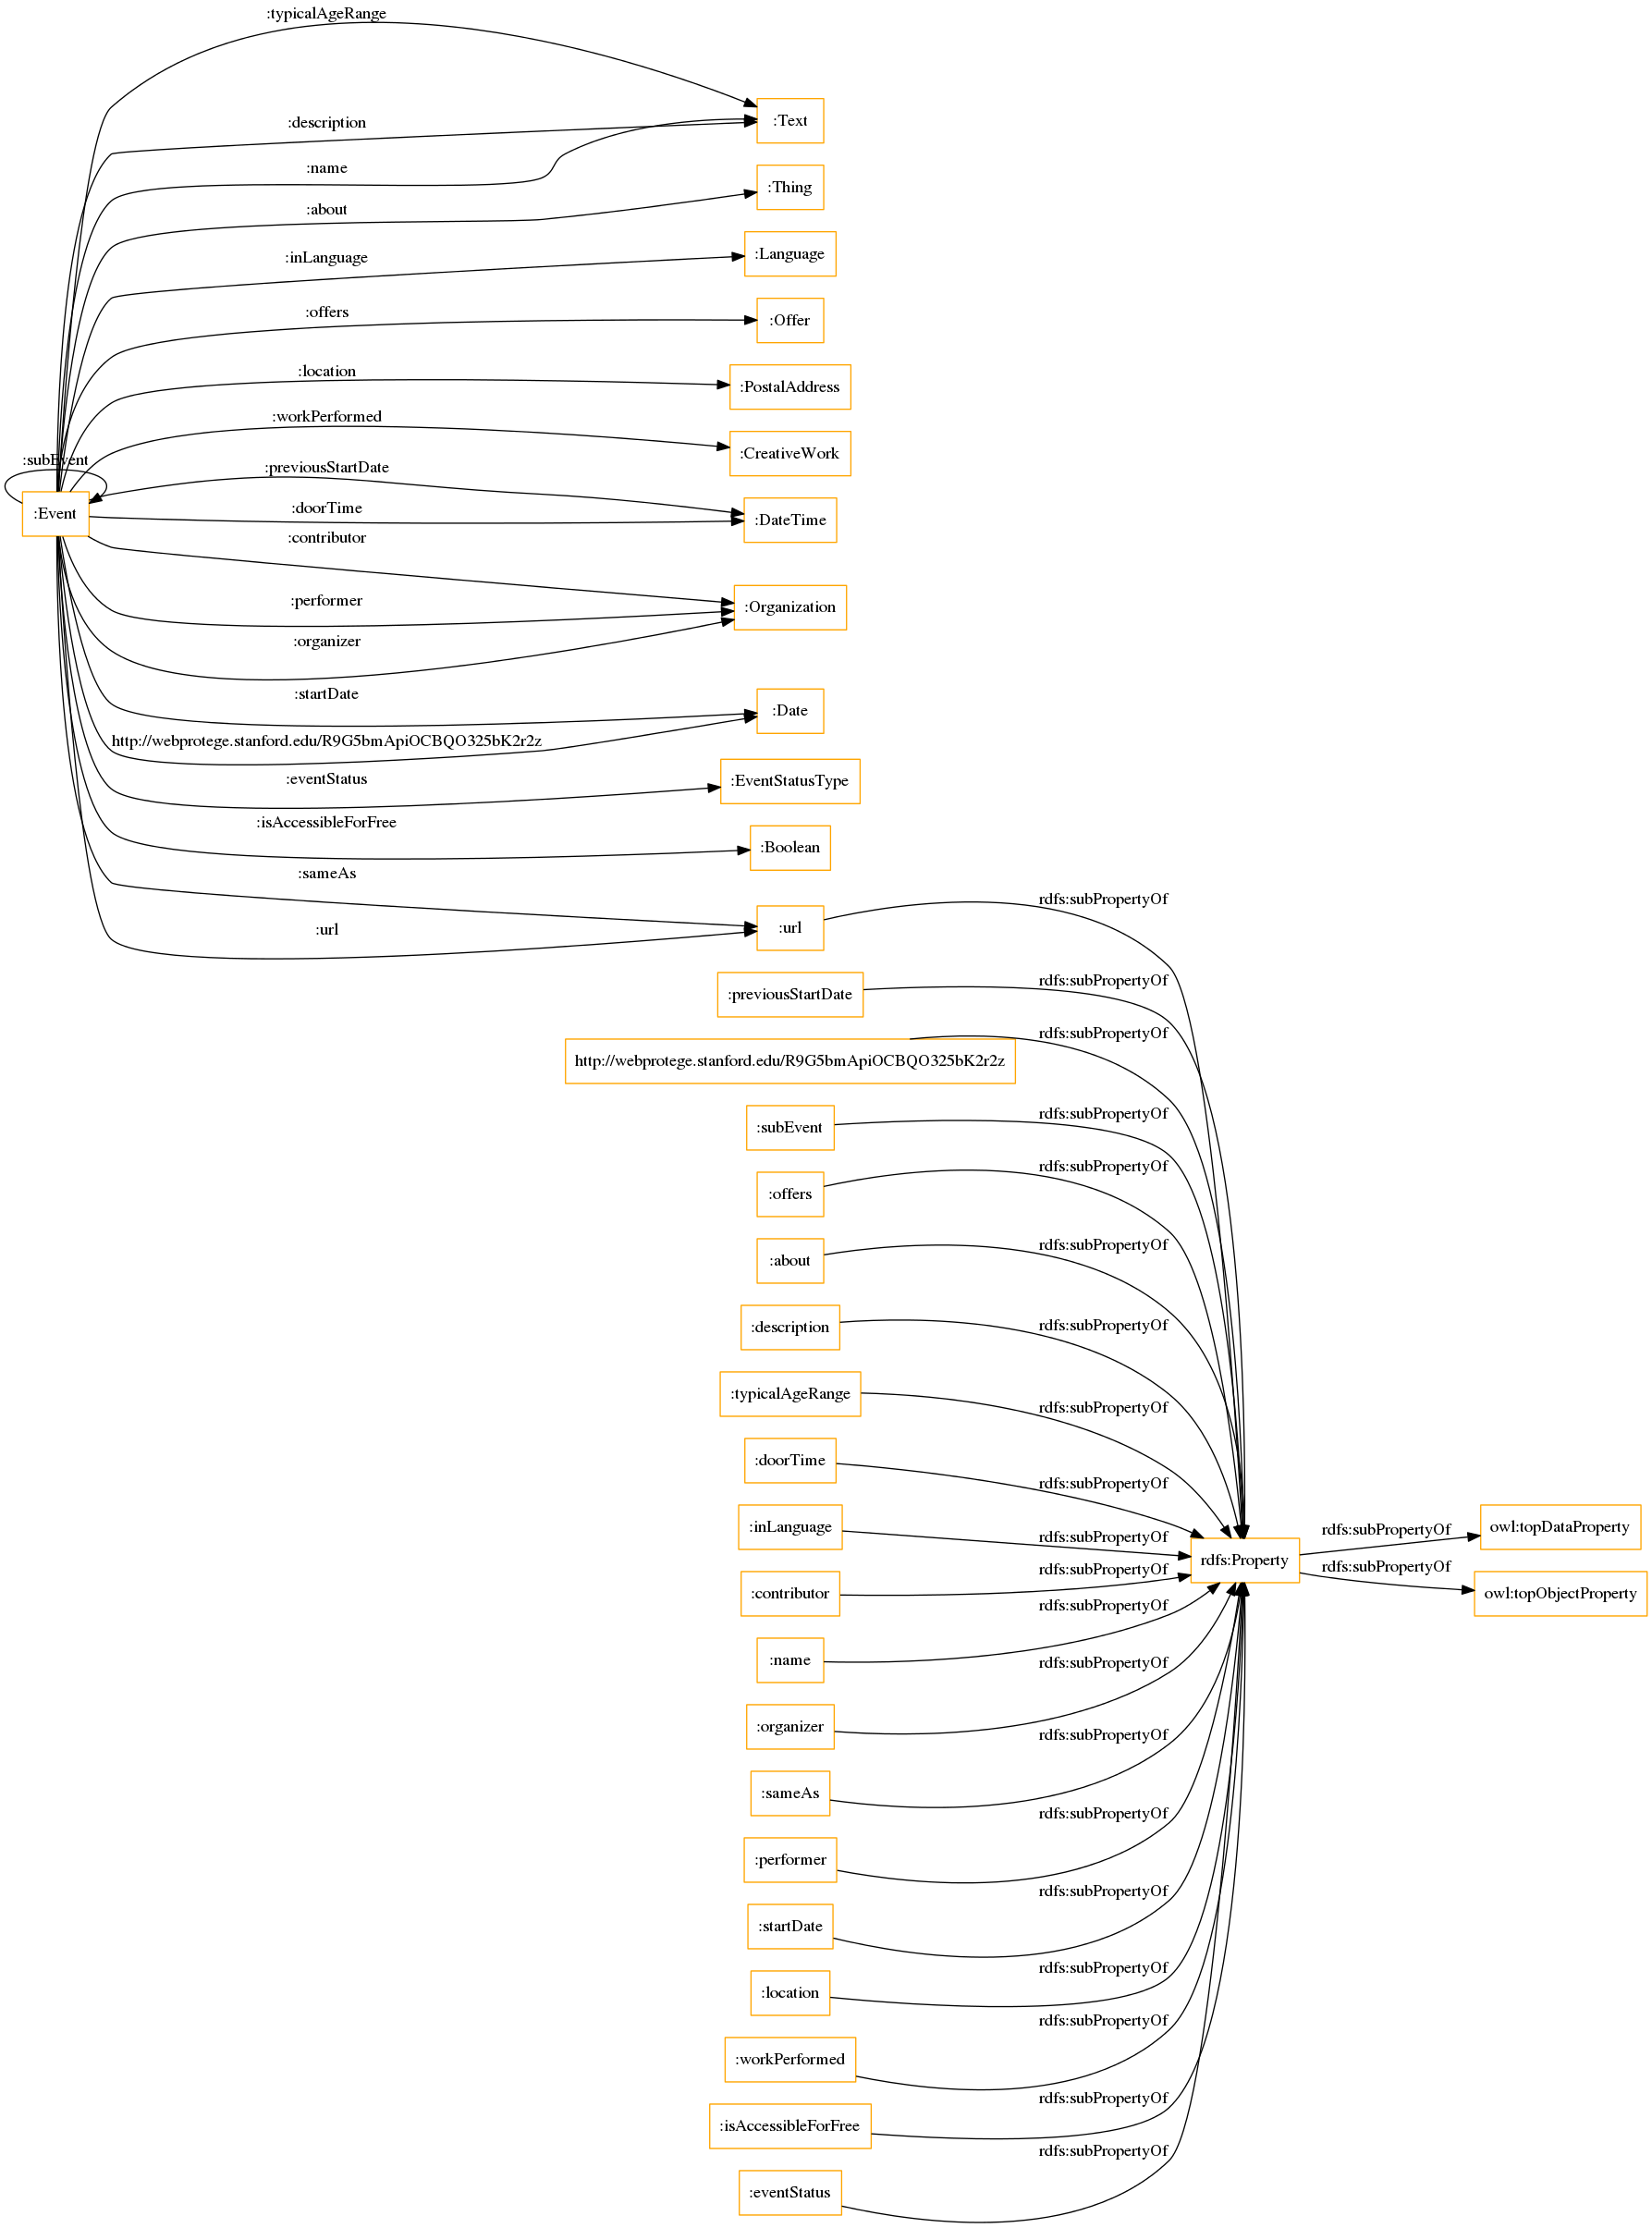 :typicalAgeRange
:Text
:description
:name
:Thing
:about
:Language
:inLanguage
:offers
:Offer
:location
:PostalAddress
:workPerformed
:CreativeWork
:subEvent
:previousStartDate
:Event
:doorTime
:DateTime
:contributor
:performer
:Organization
:organizer
:startDate
:Date
http://webprotege.stanford.edu/R9G5bmApiOCBQO325bK2r2z
:eventStatus
:EventStatusType
:isAccessibleForFree
:Boolean
:sameAs
:url
:url
rdfs:subPropertyOf
rdfs:subPropertyOf
:previousStartDate
rdfs:subPropertyOf
http://webprotege.stanford.edu/R9G5bmApiOCBQO325bK2r2z
rdfs:subPropertyOf
:subEvent
rdfs:subPropertyOf
:offers
rdfs:subPropertyOf
:about
rdfs:subPropertyOf
:description
rdfs:subPropertyOf
:typicalAgeRange
rdfs:subPropertyOf
:doorTime
rdfs:subPropertyOf
:inLanguage
rdfs:subPropertyOf
:contributor
rdfs:subPropertyOf
:name
rdfs:subPropertyOf
:organizer
rdfs:subPropertyOf
:sameAs
rdfs:subPropertyOf
:performer
rdfs:subPropertyOf
:startDate
rdfs:subPropertyOf
:location
rdfs:subPropertyOf
:workPerformed
rdfs:subPropertyOf
:isAccessibleForFree
rdfs:subPropertyOf
:eventStatus
rdfs:Property
rdfs:subPropertyOf
owl:topDataProperty
rdfs:subPropertyOf
owl:topObjectProperty